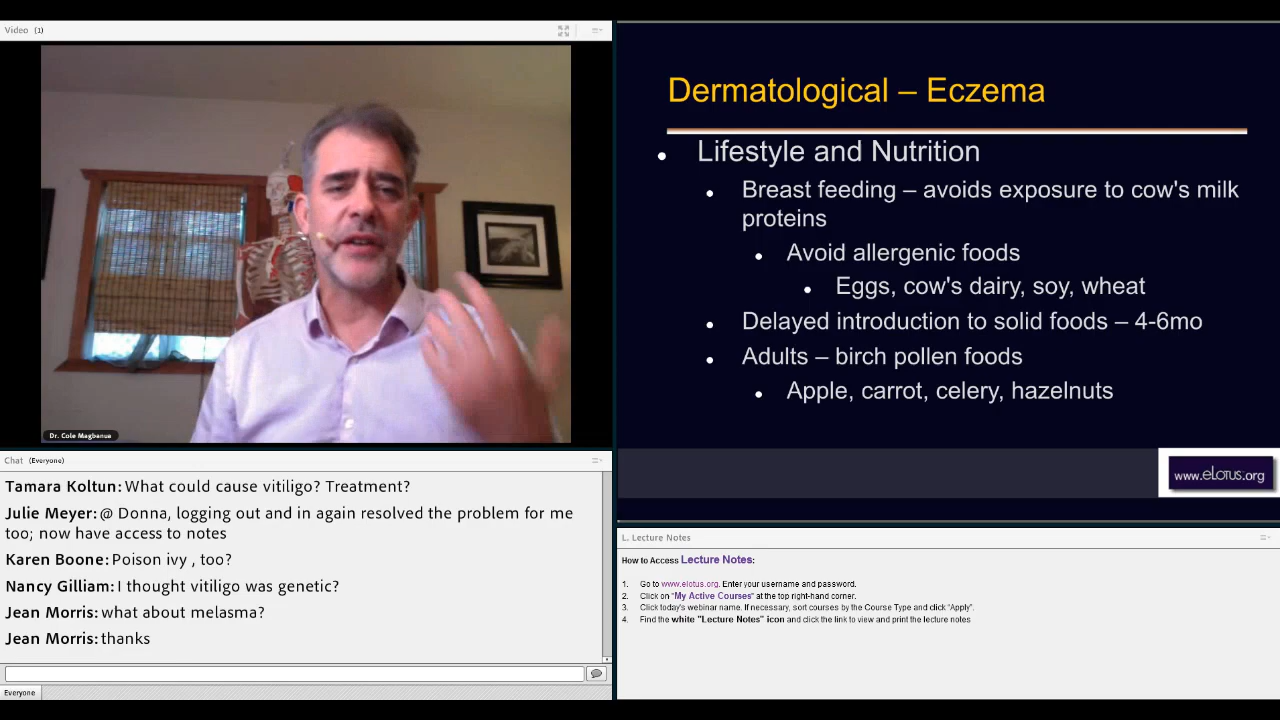 Video (1)
Dr. Cole Magbanua
Dermatological – Eczema
• Lifestyle and Nutrition
• Breast feeding – avoids exposure to cow's milk
proteins
• Avoid allergenic foods
• Eggs, cow's dairy, soy, wheat
• Delayed introduction to solid foods – 4-6mo
• Adults – birch pollen foods
• Apple, carrot, celery, hazelnuts
www.eLotus.org
Chat (Everyone)
Tamara Koltun: What could cause vitiligo? Treatment?
Julie Meyer: @ Donna, logging out and in again resolved the problem for me
too; now have access to notes
Karen Boone: Poison ivy , too?
Nancy Gilliam: I thought vitiligo was genetic?
Jean Morris: what about melasma?
Jean Morris: thanks
Everyone
L. Lecture Notes
How to Access Lecture Notes:
1. Go to www.elotus.org. Enter your username and password.
2. Click on "My Active Courses" at the top right-hand corner.
3. Click today's webinar name. If necessary, sort courses by the Course Type and click "Apply".
4. Find the white "Lecture Notes" icon and click the link to view and print the lecture notes